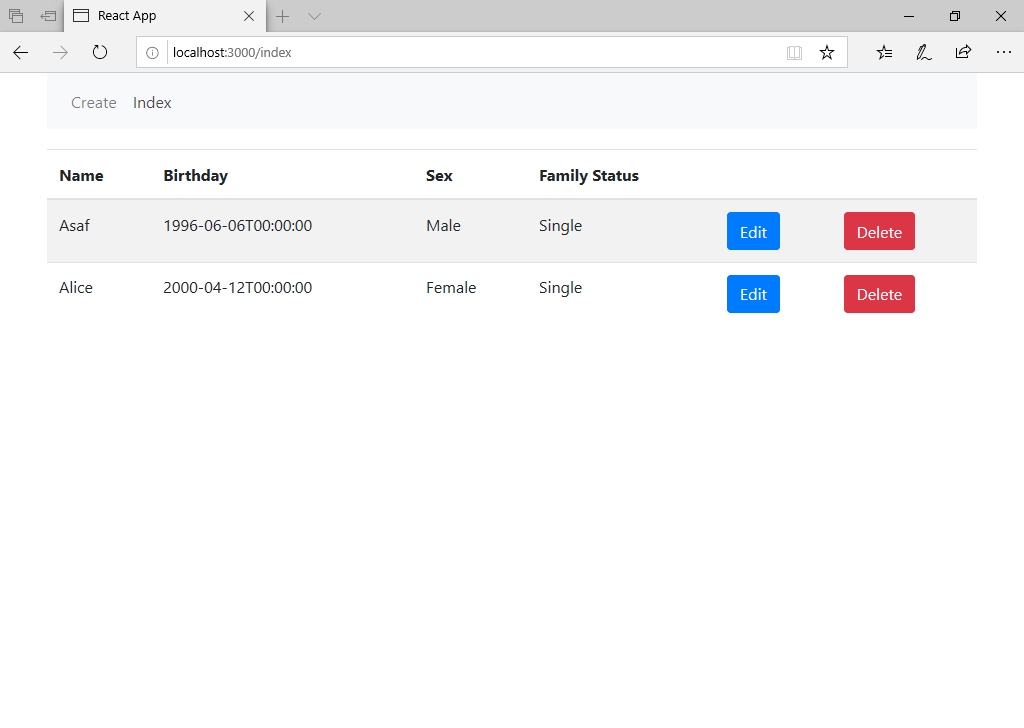 React App
localhost:3000/index
Create Index
Name Birthday Sex Family Status
Asaf 1996-06-06T00:00:00 Male Single Edit Delete
Alice 2000-04-12T00:00:00 Female Single Edit Delete